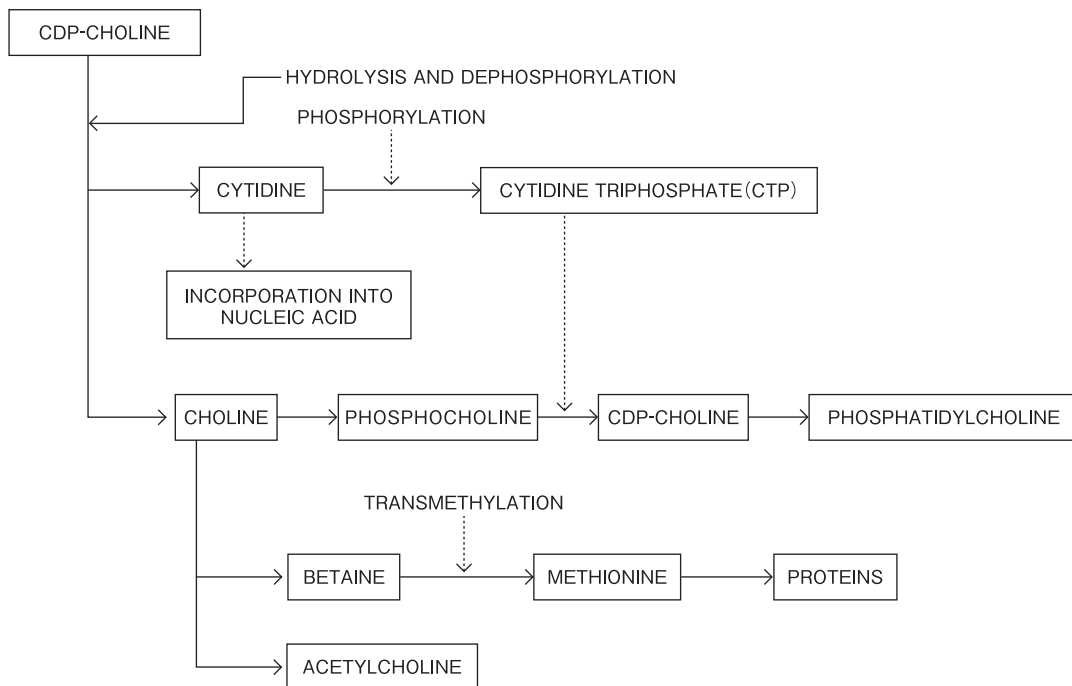 CDP-CHOLINE
HYDROLYSIS AND DEPHOSPHORYLATION
PHOSPHORYLATION
CYTIDINE
CYTIDINE TRIPHOSPHATE(CTP)
INCORPORATION INTO
NUCLEIC ACID
CHOLINE
PHOSPHOCHOLINE
CDP-CHOLINE
PHOSPHATIDYLCHOLINE
TRANSMETHYLATION
BETAINE
METHIONINE
PROTEINS
ACETYLCHOLINE